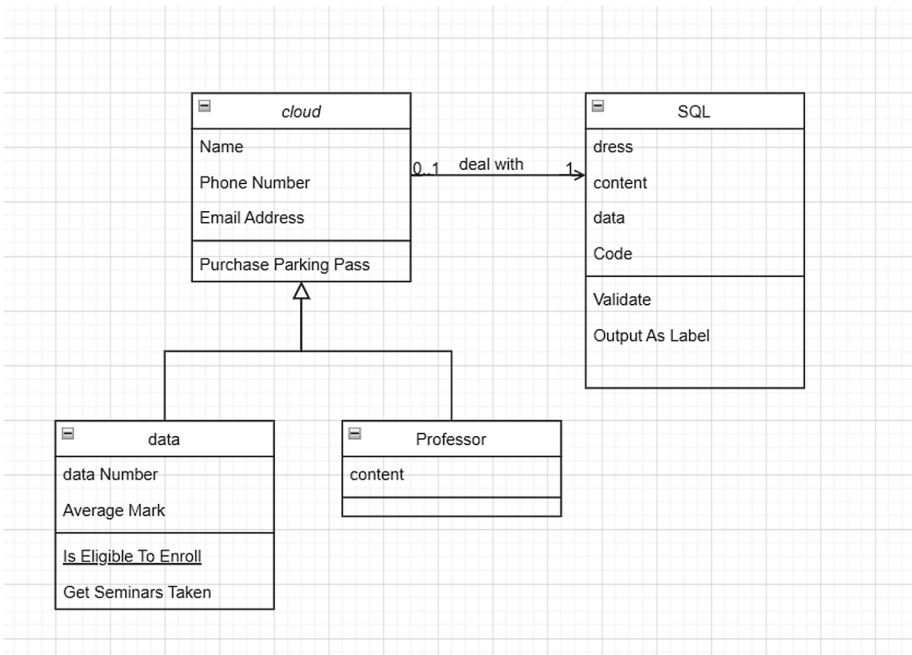 cloud
Name
Phone Number
Email Address
Purchase Parking Pass
0..1
deal with
1
SQL
dress
content
data
Code
Validate
Output As Label
data
data Number
Average Mark
Is Eligible To Enroll
Get Seminars Taken
Professor
content